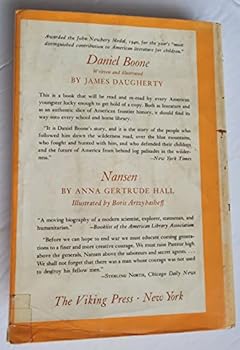 Awarded the John Newbery Medal, 1940, for the year's "most
distinguished contribution to American literature for children."
Daniel Boone
Written and illustrated
BY JAMES DAUGHERTY
This is a book that will be read and reread by every American
youngster lucky enough to get hold of a copy. Both as literature and
as an authentic slice of American frontier history, it should find its
way into every school and home library.
"It is Daniel Boone's story, and it is the story of the people who
followed him down the wilderness road, over the blue mountains,
who fought and hunted with him, and who defended their children
and the future of America from behind log palisades in the wilder-
ness."
—New York Times
Nansen
BY ANNA GERTRUDE HALL
Illustrated by Boris Artzybasheff
"A moving biography of a modern scientist, explorer, statesman, and
humanitarian." —Booklist of the American Library Association
"Before we can hope to end war we must educate coming genera-
tions to a finer and more creative courage. We must raise Pasteur high
above the generals, Nansen above the saboteurs and secret agents. . . .
We shall not forget that there was a man whose courage was not used
to destroy his fellow men."
—STERLING NORTH, Chicago Daily News
The Viking Press · New York